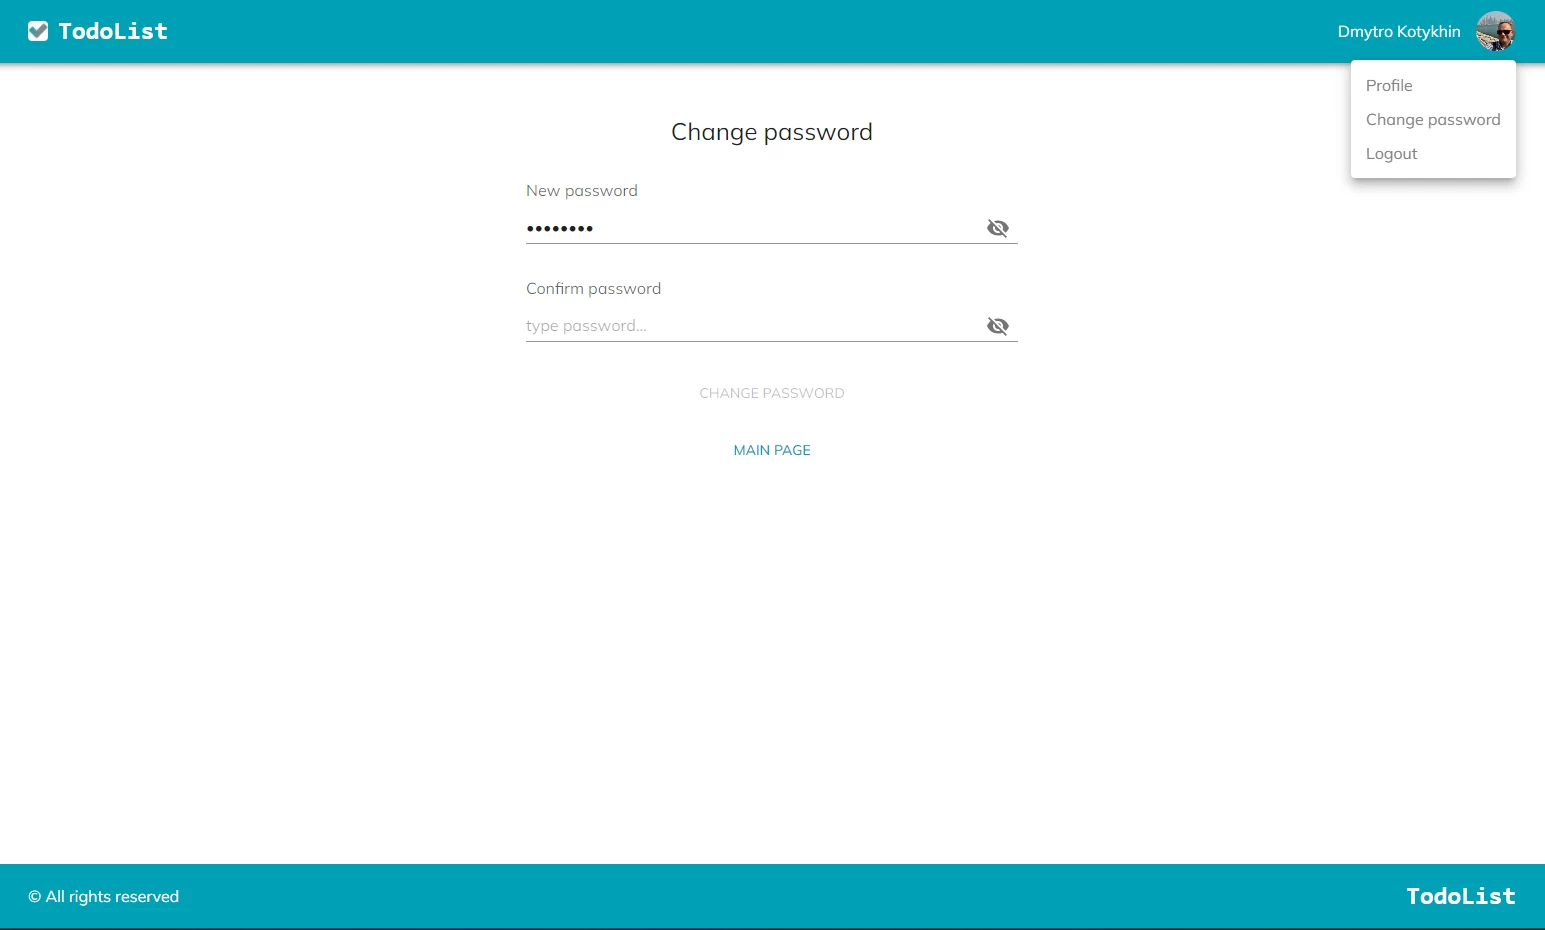 TodoList
Dmytro Kotykhin
Profile
Change password
Logout
Change password
New password
••••••••
Confirm password
type password...
CHANGE PASSWORD
MAIN PAGE
© All rights reserved
TodoList